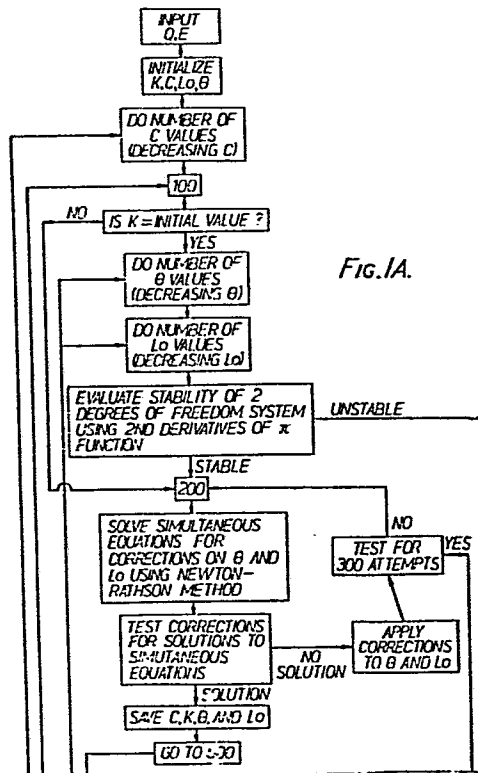 INPUT
Q,E
INITIALIZE
K,C,Lo,θ
DO NUMBER OF
C VALUES
(DECREASING C)
100
NO
IS K=INITIAL VALUE ?
YES
DO NUMBER OF
θ VALUES
(DECREASING θ)
FIG.1A.
DO NUMBER OF
Lo VALUES
(DECREASING Lo)
EVALUATE STABILITY OF 2
DEGREES OF FREEDOM SYSTEM
USING 2ND DERIVATIVES OF π
FUNCTION
UNSTABLE
STABLE
200
NO
SOLVE SIMULTANEOUS
EQUATIONS FOR
CORRECTIONS ON θ AND
Lo USING NEWTON-
RATHSON METHOD
TEST FOR
300 ATTEMPTS
YES
TEST CORRECTIONS
FOR SOLUTIONS TO
SIMUTANEOUS
EQUATIONS
NO
SOLUTION
APPLY
CORRECTIONS
TO θ AND Lo
SOLUTION
SAVE C,K,θ, AND Lo
GO TO